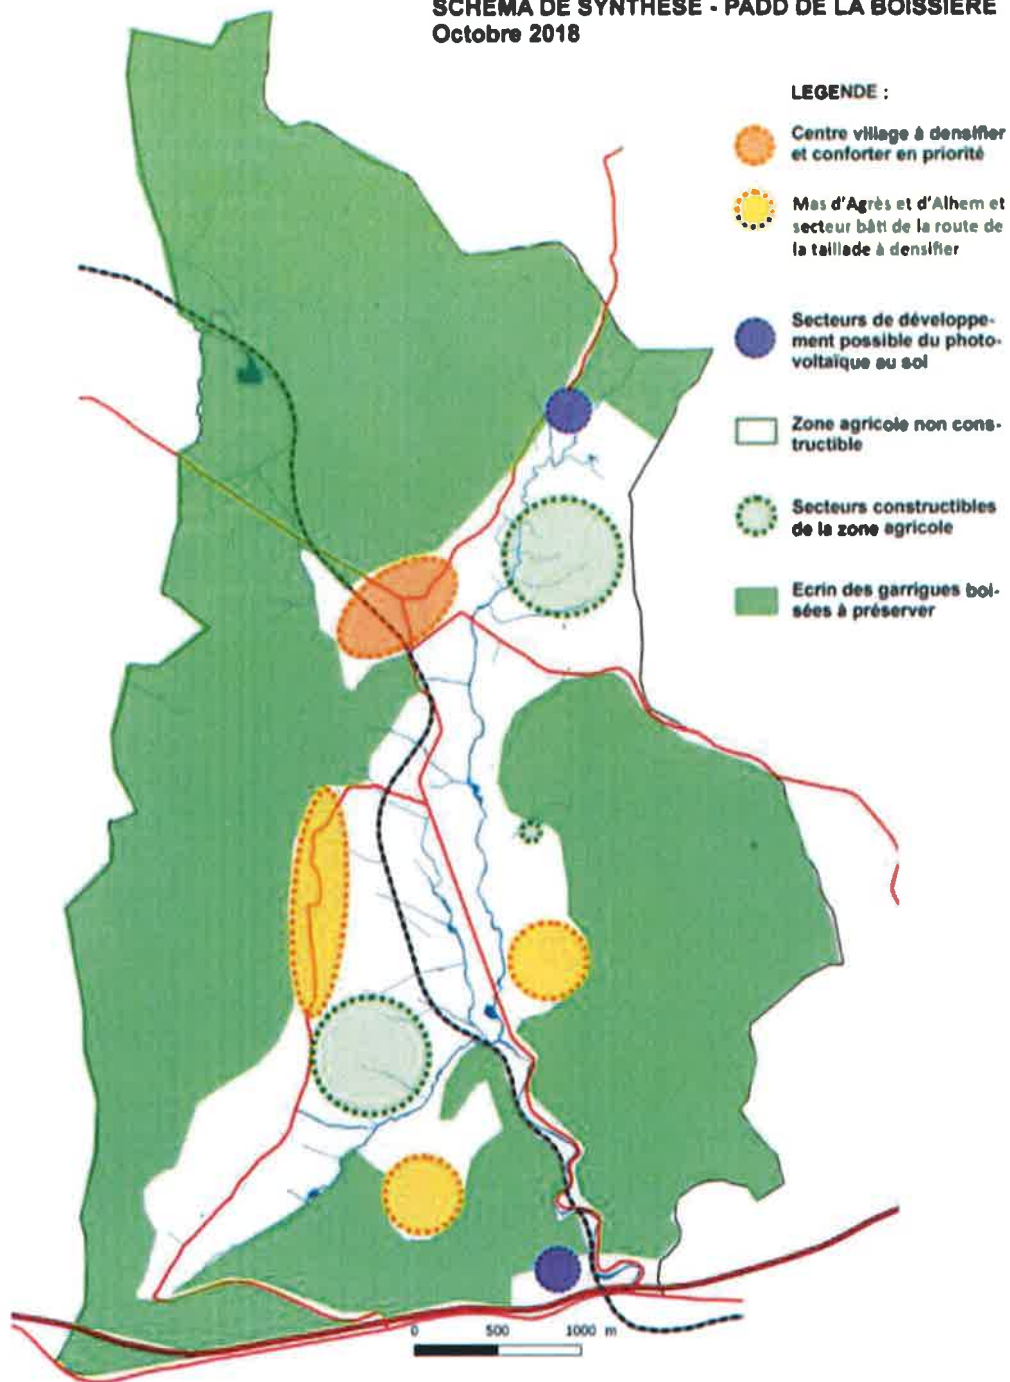 SCHEMA DE SYNTHESE - PADD DE LA BOISSIERE
Octobre 2018
LEGENDE :
Centre village à densifier
et conforter en priorité
Mas d'Agrès et d'Alhem et
secteur bâti de la route de
la taillade à densifier
Secteurs de développe-
ment possible du photo-
voltaïque au sol
Zone agricole non cons-
tructible
Secteurs constructibles
de la zone agricole
Ecrin des garrigues boi-
sées à préserver
0 500 1000 m